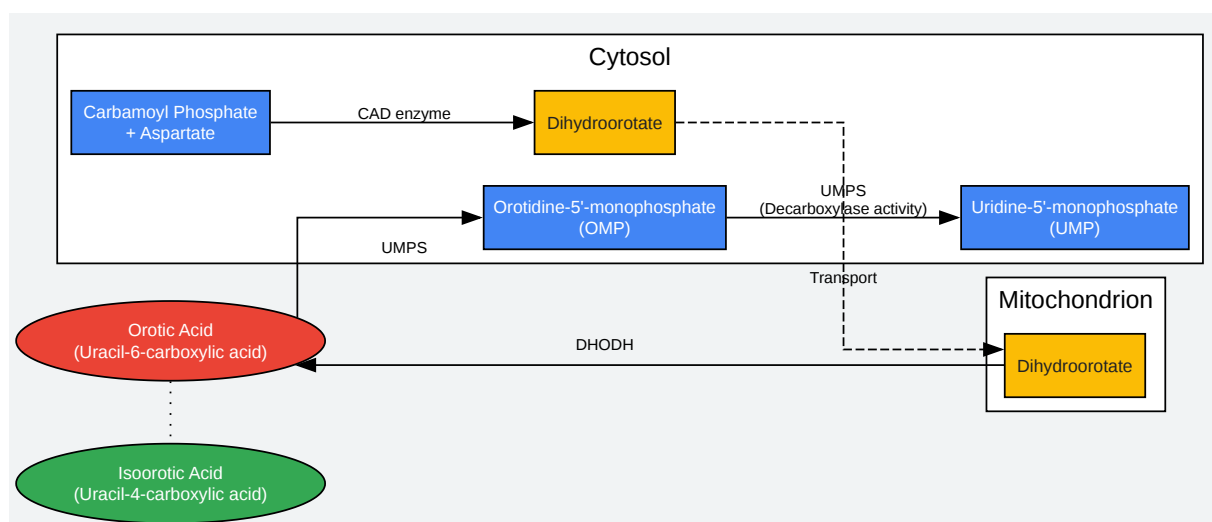 Cytosol
Carbamoyl Phosphate
+ Aspartate
CAD enzyme
Dihydroorotate
Orotidine-5'-monophosphate
(OMP)
UMPS
(Decarboxylase activity)
Uridine-5'-monophosphate
(UMP)
UMPS
Transport
Mitochondrion
Dihydroorotate
DHODH
Orotic Acid
(Uracil-6-carboxylic acid)
Isoorotic Acid
(Uracil-4-carboxylic acid)